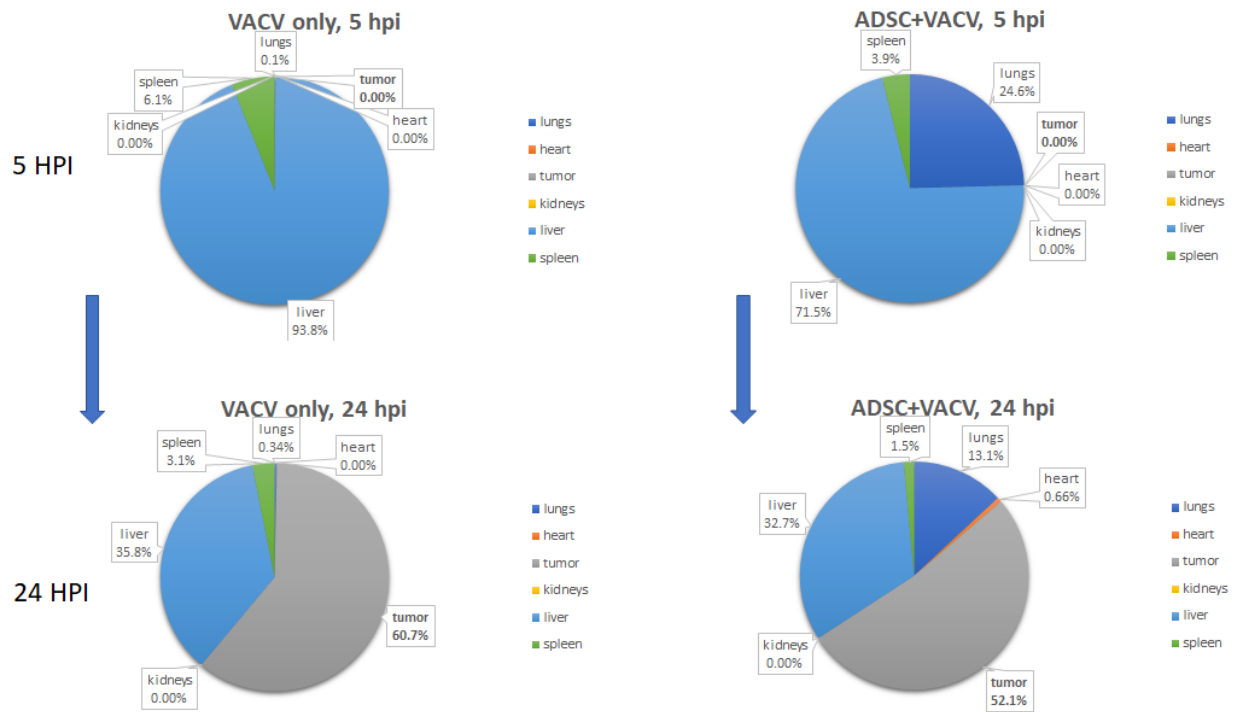 VACV only, 5 hpi
lungs
0.1%
spleen
6.1%
tumor
0.00%
kidneys
0.00%
heart
0.00%
liver
93.8%
lungs
heart
tumor
kidneys
liver
spleen
ADSC+VACV, 5 hpi
spleen
3.9%
lungs
24.6%
tumor
0.00%
heart
0.00%
kidneys
0.00%
liver
71.5%
lungs
heart
tumor
kidneys
liver
spleen
5 HPI
VACV only, 24 hpi
lungs
0.34%
spleen
3.1%
heart
0.00%
liver
35.8%
tumor
60.7%
kidneys
0.00%
lungs
heart
tumor
kidneys
liver
spleen
ADSC+VACV, 24 hpi
spleen
1.5%
lungs
13.1%
heart
0.66%
liver
32.7%
kidneys
0.00%
tumor
52.1%
lungs
heart
tumor
kidneys
liver
spleen
24 HPI